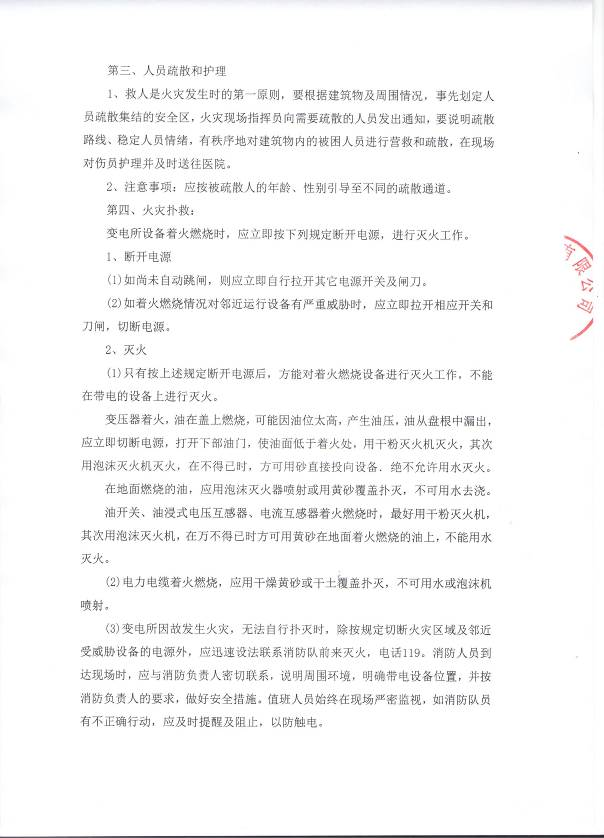 第三、人员疏散和护理
1、救人是火灾发生时的第一原则，要根据建筑物及周围情况，事先划定人
员疏散集结的安全区，火灾现场指挥员向需要疏散的人员发出通知，要说明疏散
路线、稳定人员情绪，有秩序地对建筑物内的被困人员进行营救和疏散，在现场
对伤员护理并及时送往医院。
2、注意事项：应按被疏散人的年龄、性别引导至不同的疏散通道。
第四、火灾扑救：
变电所设备着火燃烧时，应立即按下列规定断开电源，进行灭火工作。
1、断开电源
(1)如尚未自动跳闸，则应立即自行拉开其它电源开关及闸刀。
(2)如着火燃烧情况对邻近运行设备有严重威胁时，应立即拉开相应开关和
刀闸，切断电源。
有限公司
2、灭火
(1)只有按上述规定断开电源后，方能对着火燃烧设备进行灭火工作，不能
在带电的设备上进行灭火。
变压器着火，油在盖上燃烧，可能因油位太高，产生油压，油从盘根中漏出，
应立即切断电源，打开下部油门，使油面低于着火处，用干粉灭火机灭火，其次
用泡沫灭火机灭火，在不得已时，方可用砂直接投向设备．绝不允许用水灭火。
在地面燃烧的油，应用泡沫灭火器喷射或用黄砂覆盖扑灭，不可用水去浇。
油开关、油浸式电压互感器、电流互感器着火燃烧时，最好用干粉灭火机，
其次用泡沫灭火机，在万不得已时方可用黄砂在地面着火燃烧的油上，不能用水
灭火。
(2)电力电缆着火燃烧，应用干燥黄砂或干土覆盖扑灭，不可用水或泡沫机
喷射。
(3)变电所因故发生火灾，无法自行扑灭时，除按规定切断火灾区域及邻近
受威胁设备的电源外，应迅速设法联系消防队前来灭火，电话119。消防人员到
达现场时，应与消防负责人密切联系，说明周围环境，明确带电设备位置，并按
消防负责人的要求，做好安全措施。值班人员始终在现场严密监视，如消防队员
有不正确行动，应及时提醒及阻止，以防触电。